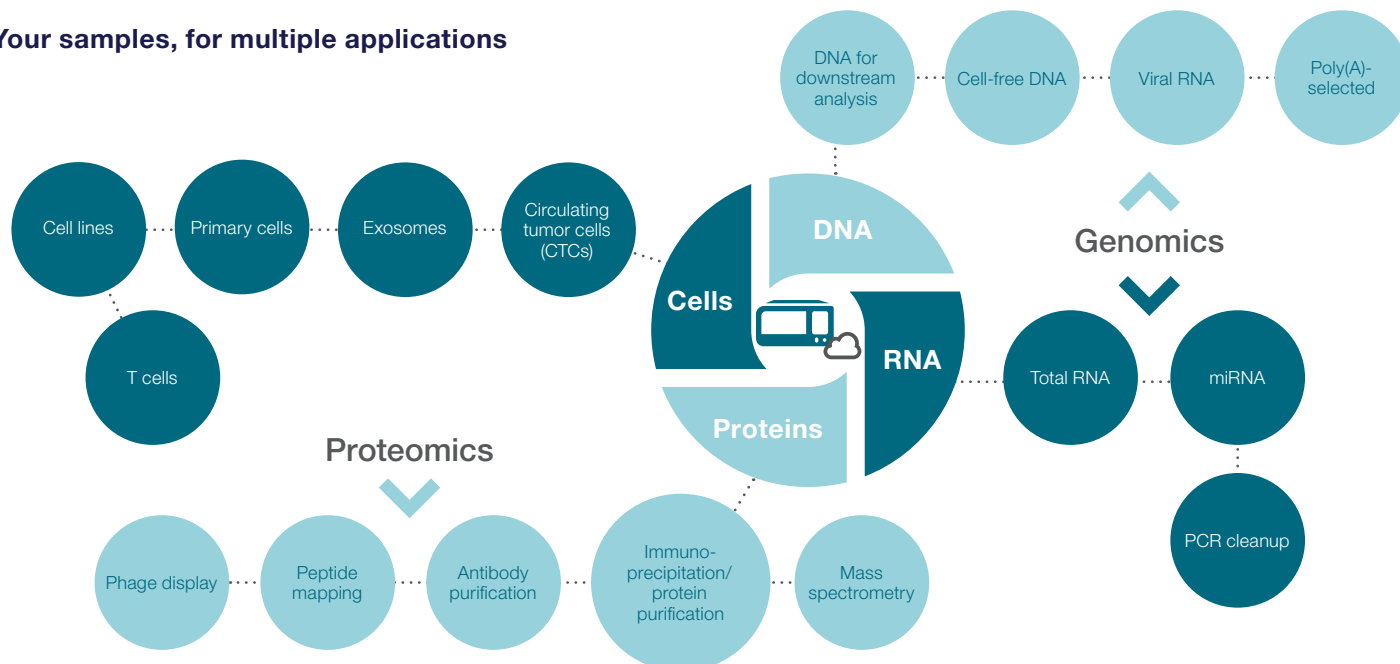 Your samples, for multiple applications
DNA for
downstream
analysis
Cell-free DNA
Viral RNA
Poly(A)-
selected
Cell lines
Primary cells
Exosomes
Circulating
tumor cells
(CTCs)
T cells
DNA
Cells
RNA
Proteins
Genomics
Total RNA
miRNA
PCR cleanup
Proteomics
Phage display
Peptide
mapping
Antibody
purification
Immuno-
precipitation/
protein
purification
Mass
spectrometry